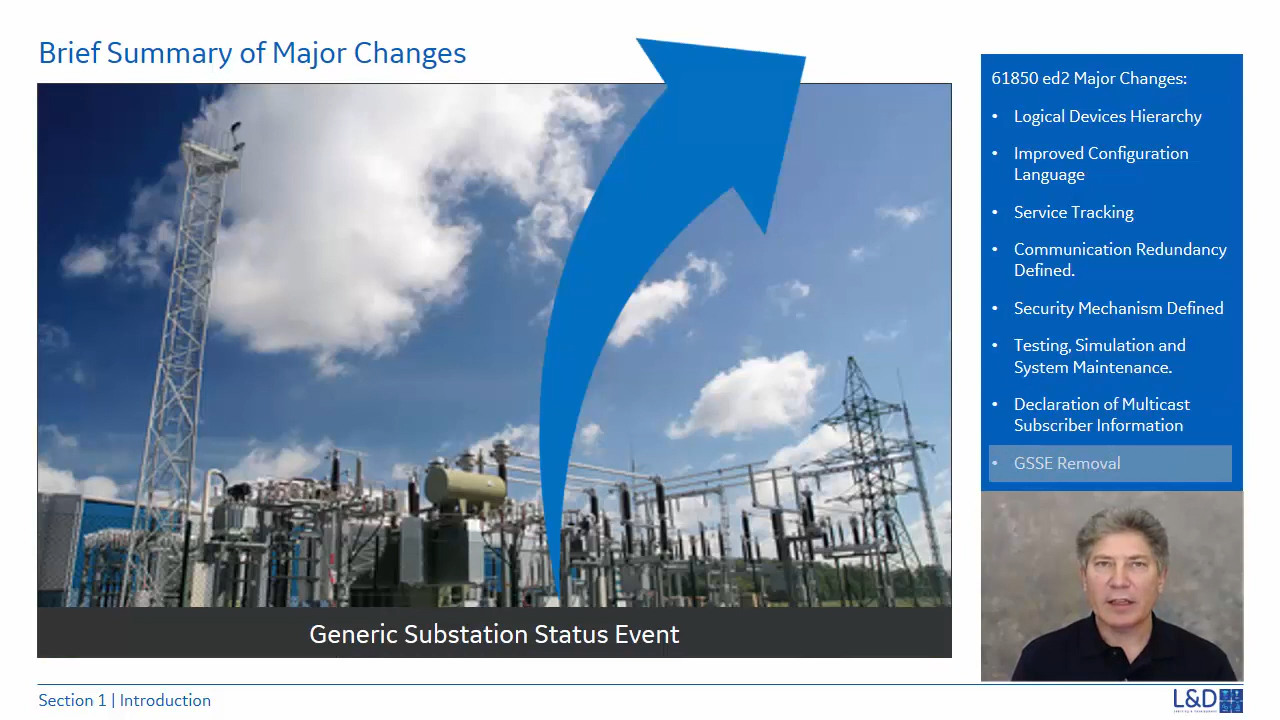 Brief Summary of Major Changes
61850 ed2 Major Changes:
• Logical Devices Hierarchy
• Improved Configuration
Language
• Service Tracking
• Communication Redundancy
Defined.
• Security Mechanism Defined
• Testing, Simulation and
System Maintenance.
• Declaration of Multicast
Subscriber Information
• GSSE Removal
Generic Substation Status Event
Section 1 | Introduction
L&D